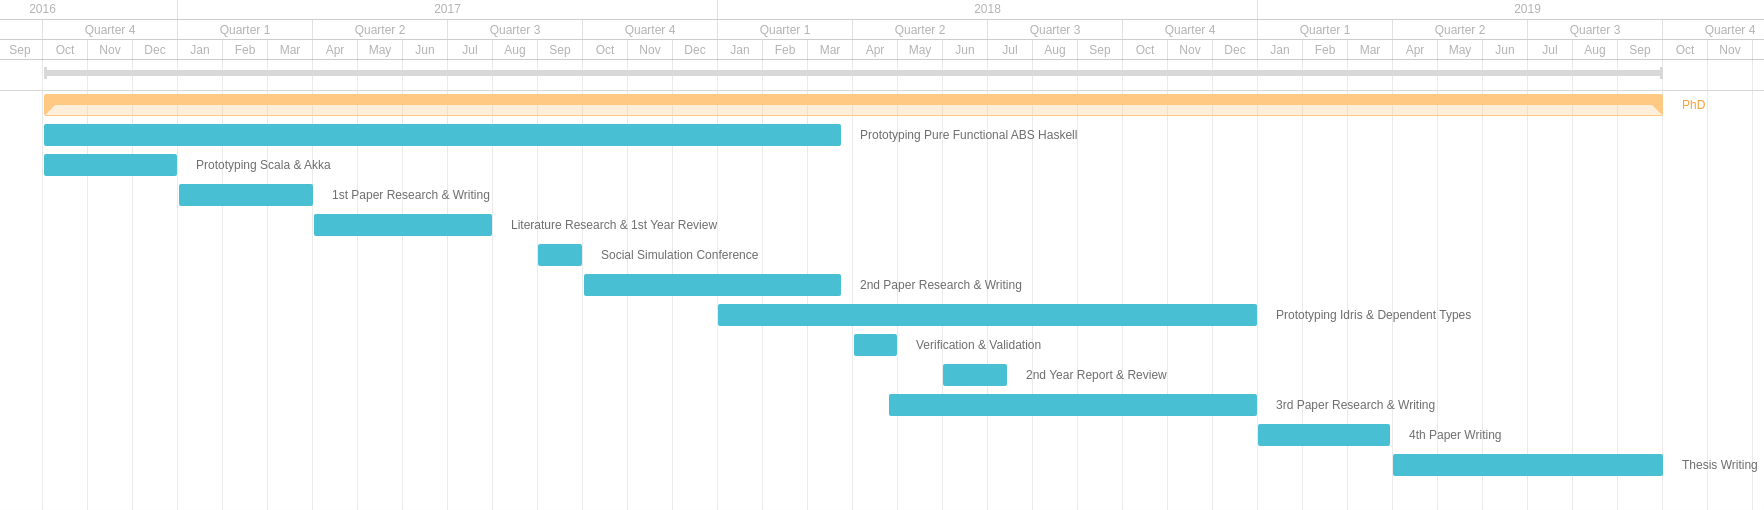 2016 2017 2018 2019
Quarter 4 Quarter 1 Quarter 2 Quarter 3 Quarter 4 Quarter 1 Quarter 2 Quarter 3 Quarter 4 Quarter 1 Quarter 2 Quarter 3 Quarter 4
Sep Oct Nov Dec Jan Feb Mar Apr May Jun Jul Aug Sep Oct Nov Dec Jan Feb Mar Apr May Jun Jul Aug Sep Oct Nov Dec Jan Feb Mar Apr May Jun Jul Aug Sep Oct Nov
PhD
Prototyping Pure Functional ABS Haskell
Prototyping Scala & Akka
1st Paper Research & Writing
Literature Research & 1st Year Review
Social Simulation Conference
2nd Paper Research & Writing
Prototyping Idris & Dependent Types
Verification & Validation
2nd Year Report & Review
3rd Paper Research & Writing
4th Paper Writing
Thesis Writing